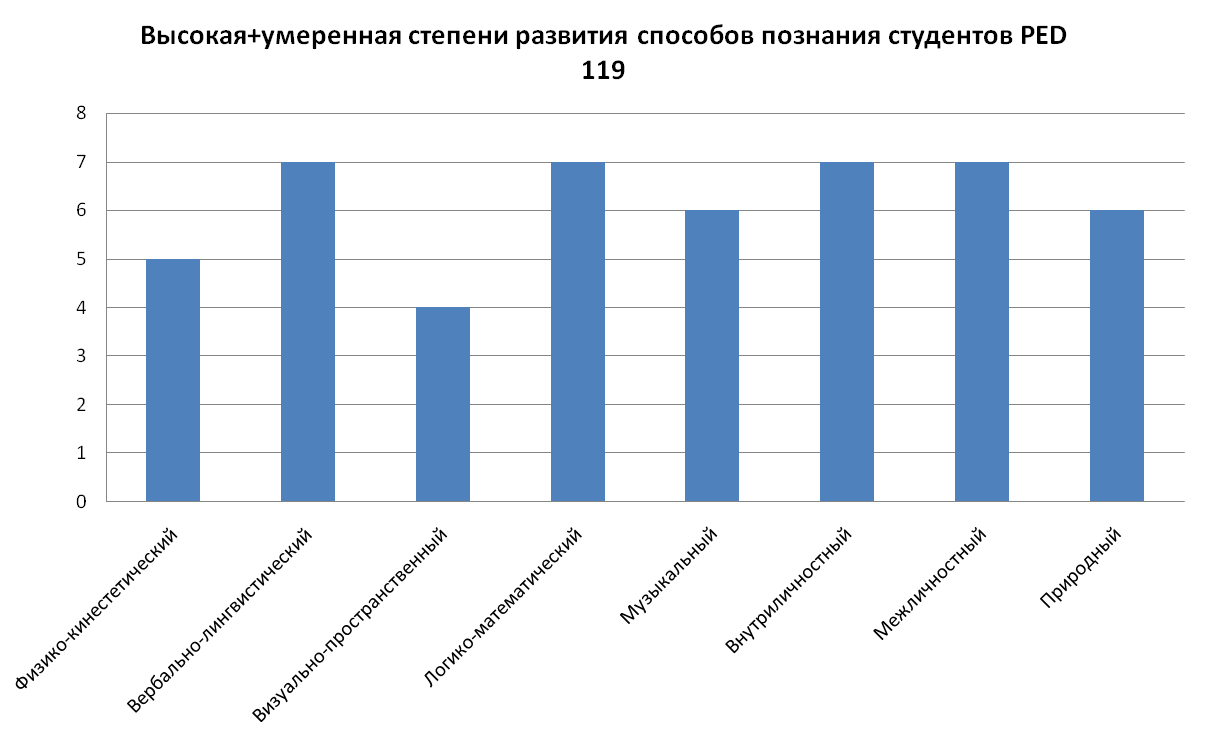 Высокая+умеренная степени развития способов познания студентов PED
119
8
7
6
5
4
3
2
1
0
Физико-кинестетический
Вербально-лингвистический
Визуально-пространственный
Логико-математический
Музыкальный
Внутриличностный
Межличностный
Природный